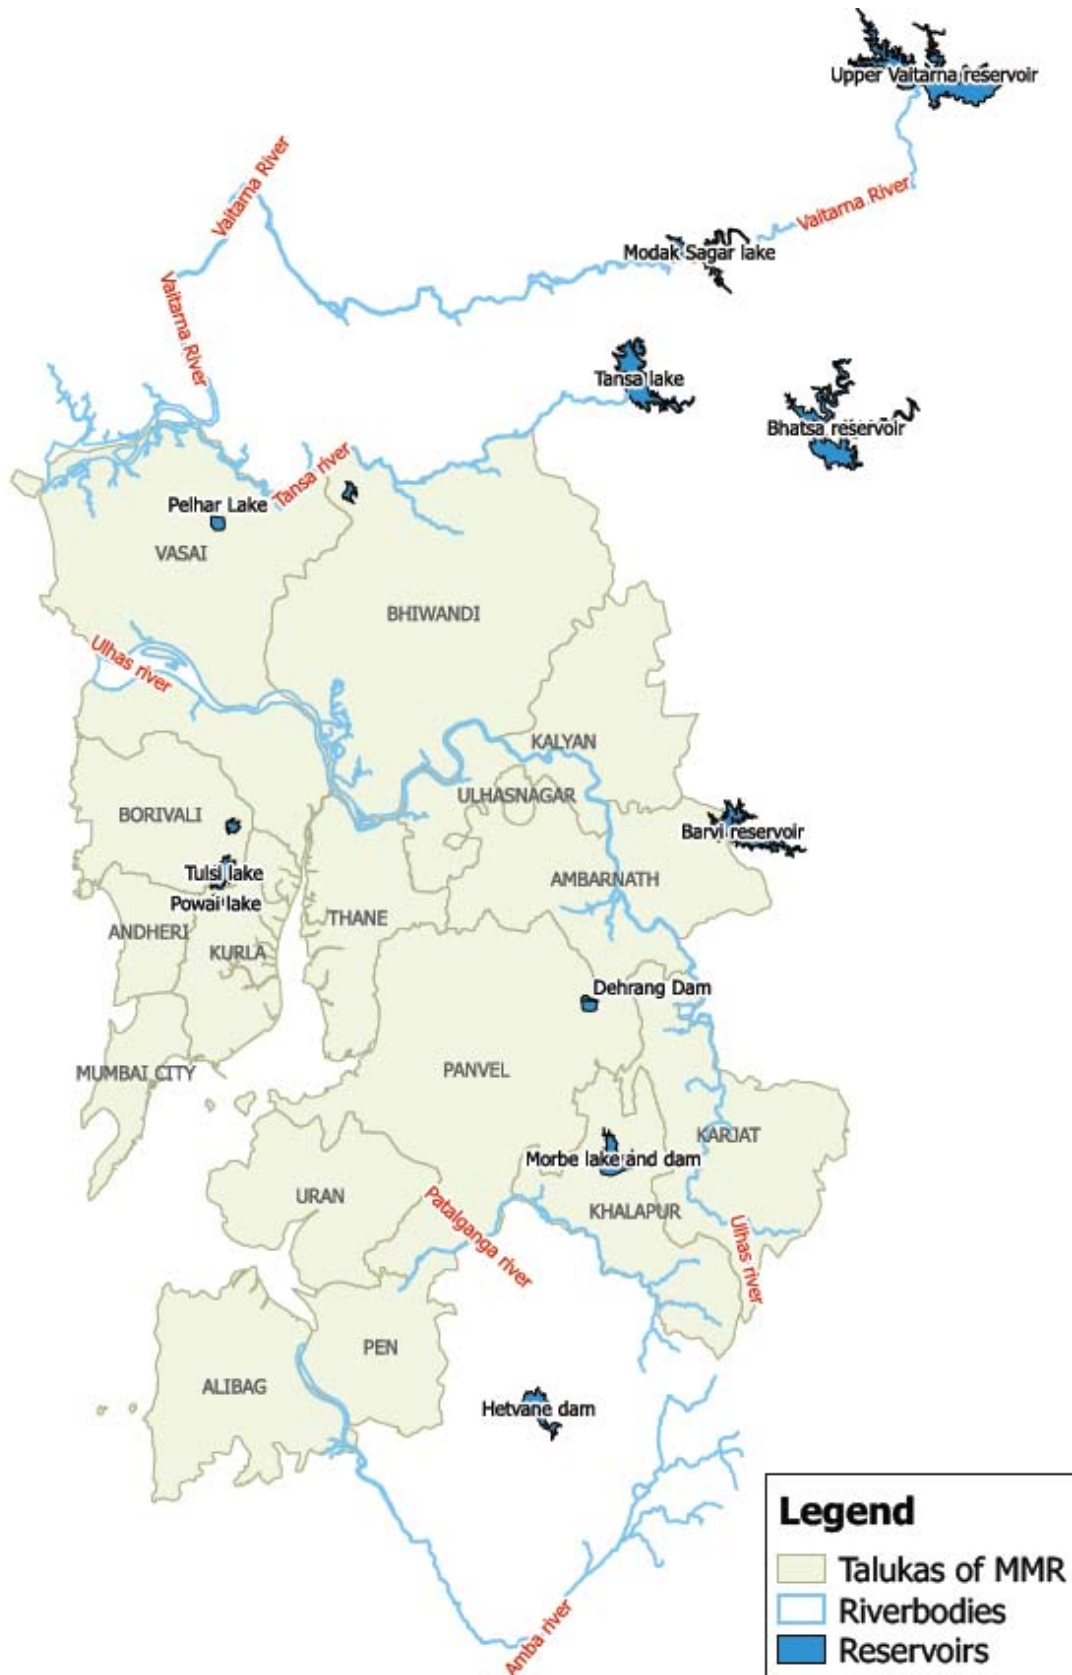 Upper Vaitarna reservoir
Vaitarna River
Vaitarna River
Modak Sagar lake
Vaitarna River
Tansa lake
Bhatsa reservoir
Tansa river
Pelhar Lake
VASAI
BHIWANDI
Ulhas river
KALYAN
ULHASNAGAR
BORIVALI
Barvi reservoir
Tulsi lake
AMBARNATH
Powai lake
THANE
ANDHERI
KURLA
Dehrang Dam
MUMBAI CITY
PANVEL
KARJAT
Morbe lake and dam
URAN
Patalganga river
KHALAPUR
Ulhas river
PEN
ALIBAG
Hetvane dam
Amba river
Legend
Talukas of MMR
Riverbodies
Reservoirs